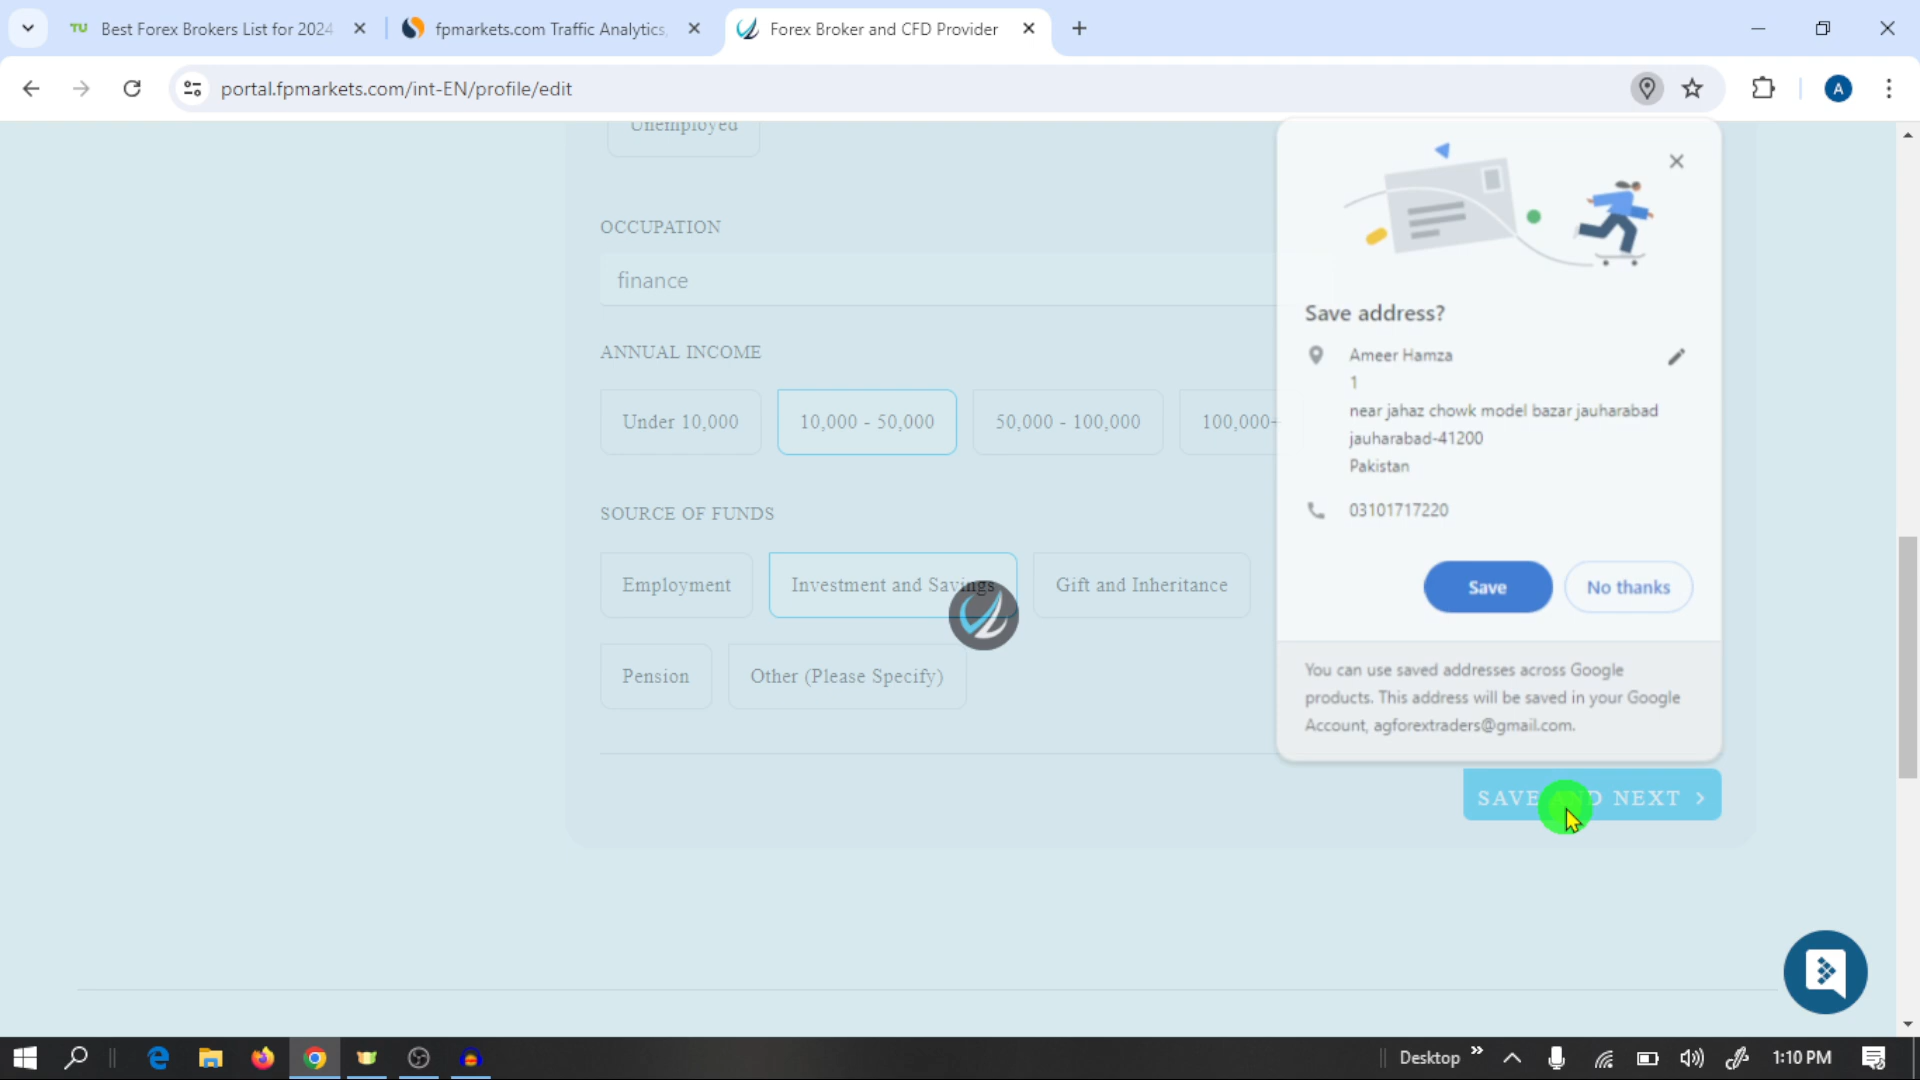 TU Best Forex Brokers List for 2024
fpmarkets.com Traffic Analytics,
Forex Broker and CFD Provider
portal.fpmarkets.com/int-EN/profile/edit
A
Unemployed
OCCUPATION
finance
ANNUAL INCOME
Under 10,000
10,000 - 50,000
50,000 - 100,000
100,000+
SOURCE OF FUNDS
Employment
Investment and Savings
Gift and Inheritance
Pension
Other (Please Specify)
Save address?
Ameer Hamza
1
near jahaz chowk model bazar jauharabad
jauharabad-41200
Pakistan
03101717220
Save
No thanks
You can use saved addresses across Google
products. This address will be saved in your Google
Account, agforextraders@gmail.com.
SAVE AND NEXT >
Desktop
1:10 PM